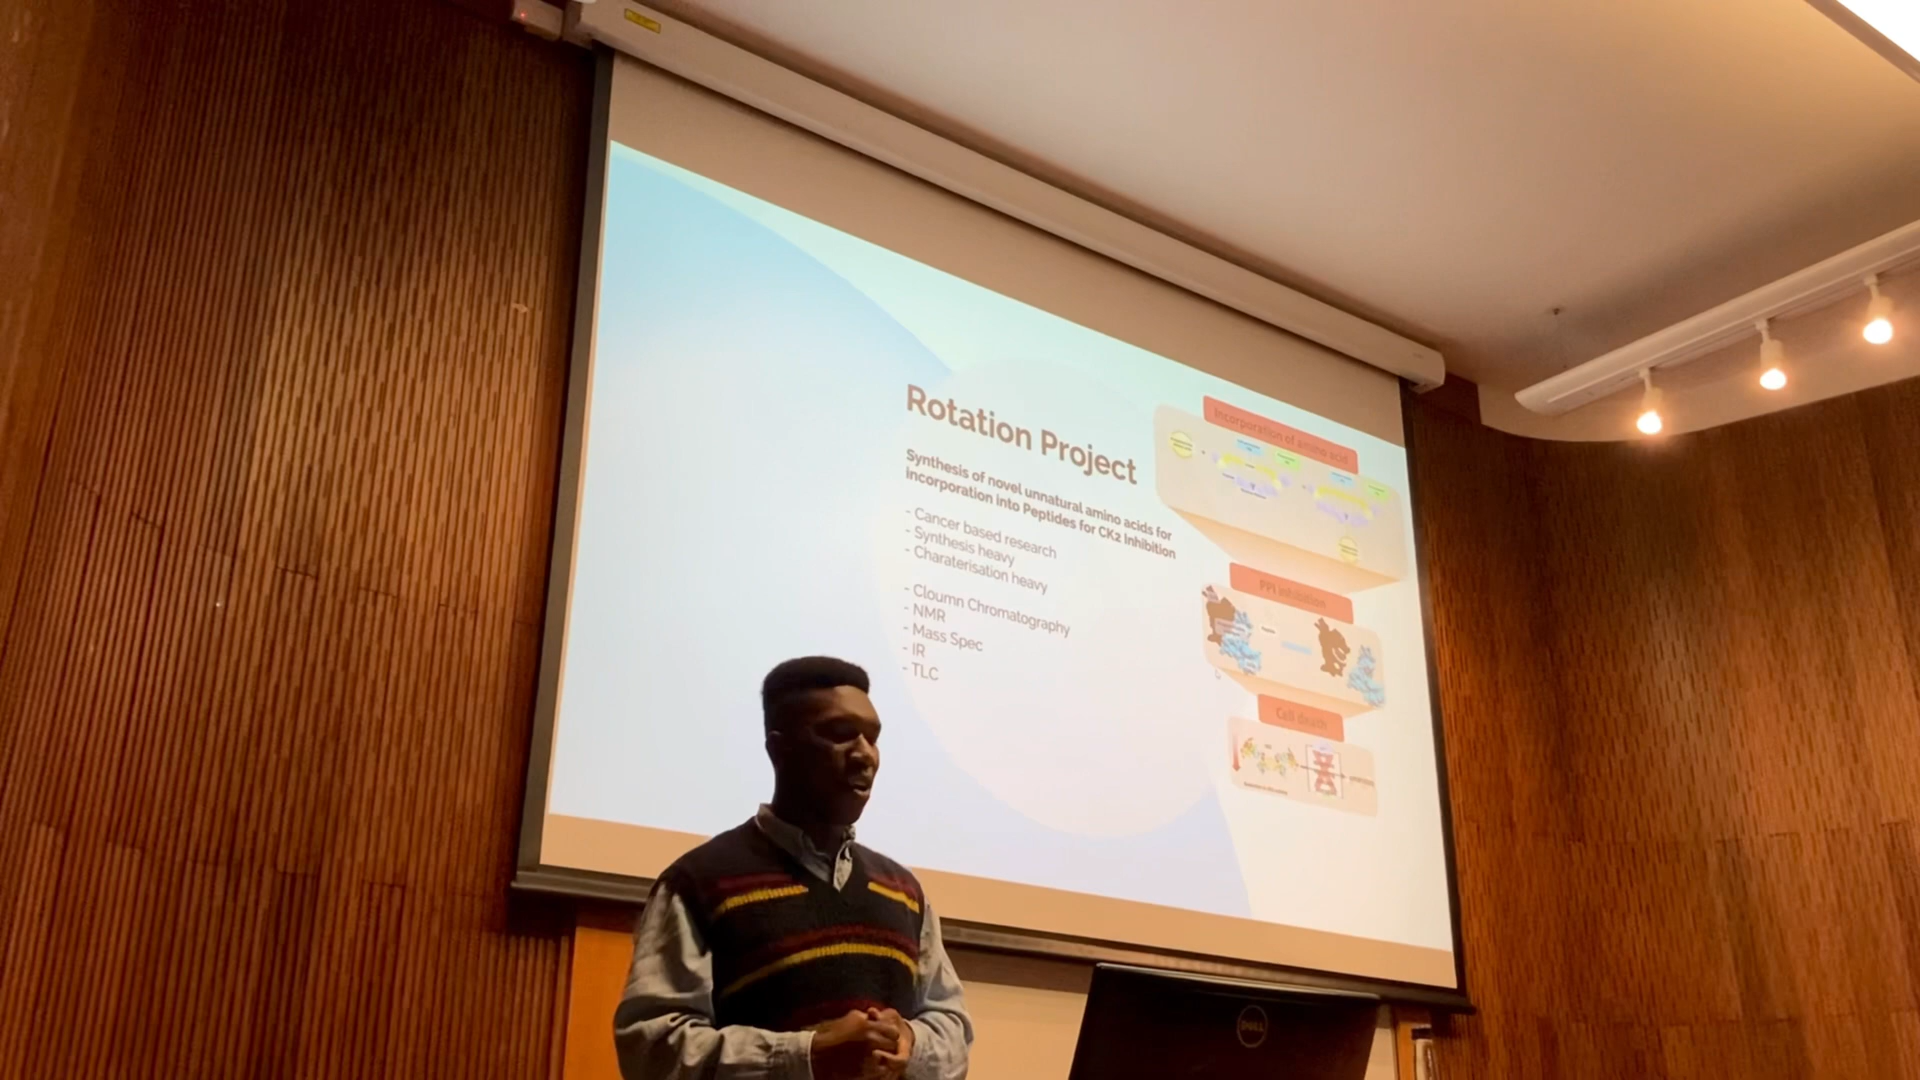 Rotation Project
Synthesis of novel unnatural amino acids for
incorporation into Peptides for CK2 Inhibition
- Cancer based research
- Synthesis heavy
- Charaterisation heavy
- Cloumn Chromatography
- NMR
- Mass Spec
- IR
- TLC
Incorporation of amino acid
PPI inhibition
Cell death
DELL